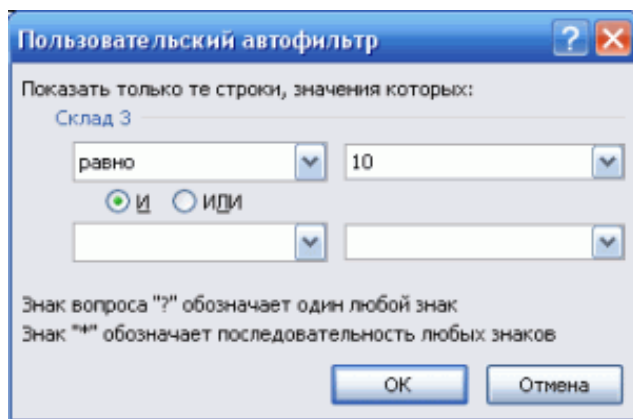 Пользовательский автофильтр
Показать только те строки, значения которых:
Склад 3
равно 10
И ИЛИ
Знак вопроса "?" обозначает один любой знак
Знак "*" обозначает последовательность любых знаков
ОК Отмена